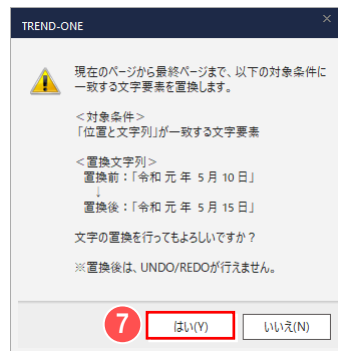 TREND-ONE
×
現在のページから最終ページまで、以下の対象条件に
一致する文字要素を置換します。
＜対象条件＞
「位置と文字列」が一致する文字要素
＜置換文字列＞
置換前：「令和 元 年  5 月 10 日」
↓
置換後：「令和 元 年  5 月 15 日」
文字の置換を行ってもよろしいですか？
※置換後は、UNDO/REDOが行えません。
7
はい(Y)
いいえ(N)